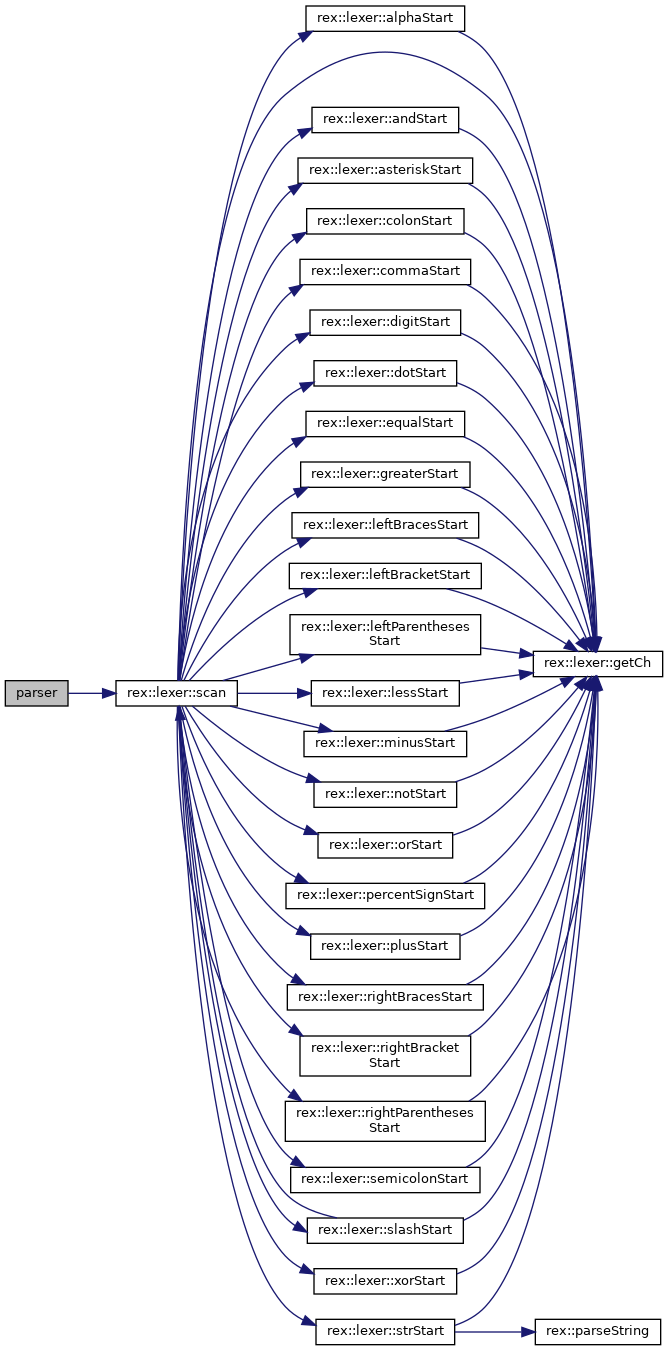 rex::lexer::alphaStart
rex::lexer::andStart
rex::lexer::asteriskStart
rex::lexer::colonStart
rex::lexer::commaStart
rex::lexer::digitStart
rex::lexer::dotStart
rex::lexer::equalStart
rex::lexer::greaterStart
rex::lexer::leftBracesStart
rex::lexer::leftBracketStart
rex::lexer::leftParentheses
Start
rex::lexer::getCh
parser
rex::lexer::scan
rex::lexer::lessStart
rex::lexer::minusStart
rex::lexer::notStart
rex::lexer::orStart
rex::lexer::percentSignStart
rex::lexer::plusStart
rex::lexer::rightBracesStart
rex::lexer::rightBracket
Start
rex::lexer::rightParentheses
Start
rex::lexer::semicolonStart
rex::lexer::slashStart
rex::lexer::xorStart
rex::lexer::strStart
rex::parseString